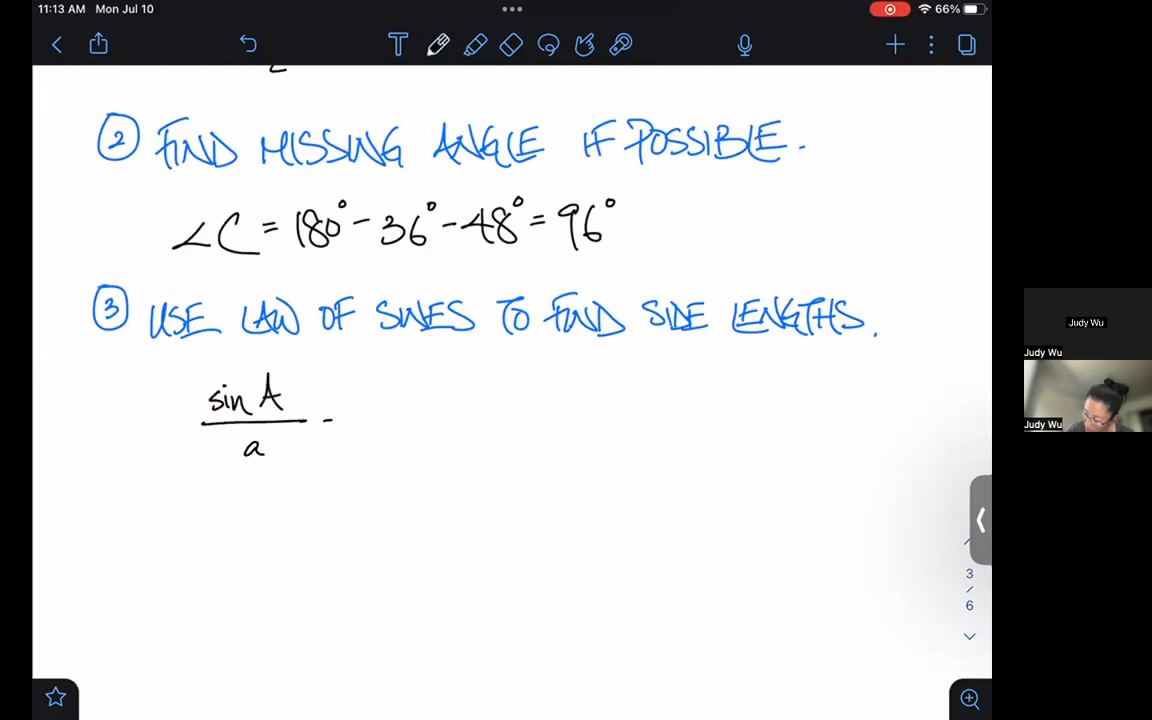 11:13 AM Mon Jul 10
66%
T
② FIND MISSING ANGLE IF POSSIBLE.
∠C = 180° - 36° - 48° = 96°
③ USE LAW OF SINES TO FIND SIDE LENGTHS.
sin A
a
Judy Wu
Judy Wu
Judy Wu
3
/
6